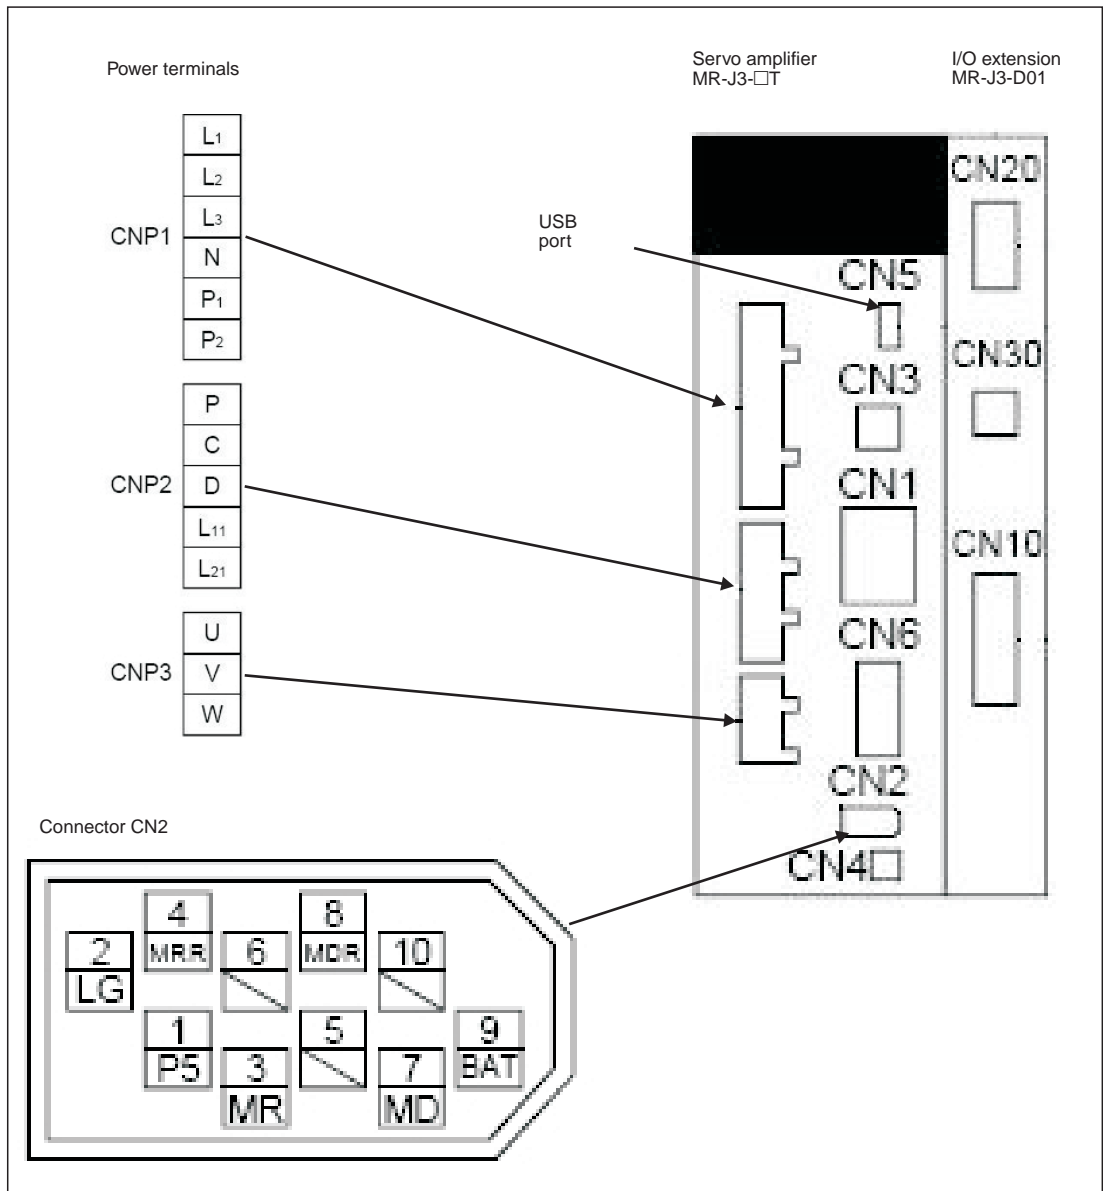 Power terminals
Servo amplifier
MR-J3-□T
I/O extension
MR-J3-D01
CNP1
L1
L2
L3
N
P1
P2
CNP2
P
C
D
L11
L21
CNP3
U
V
W
USB
port
CN5
CN3
CN1
CN6
CN2
CN4
CN20
CN30
CN10
Connector CN2
4
MRR
8
MDR
2
LG
6
10
1
P5
5
9
BAT
3
MR
7
MD